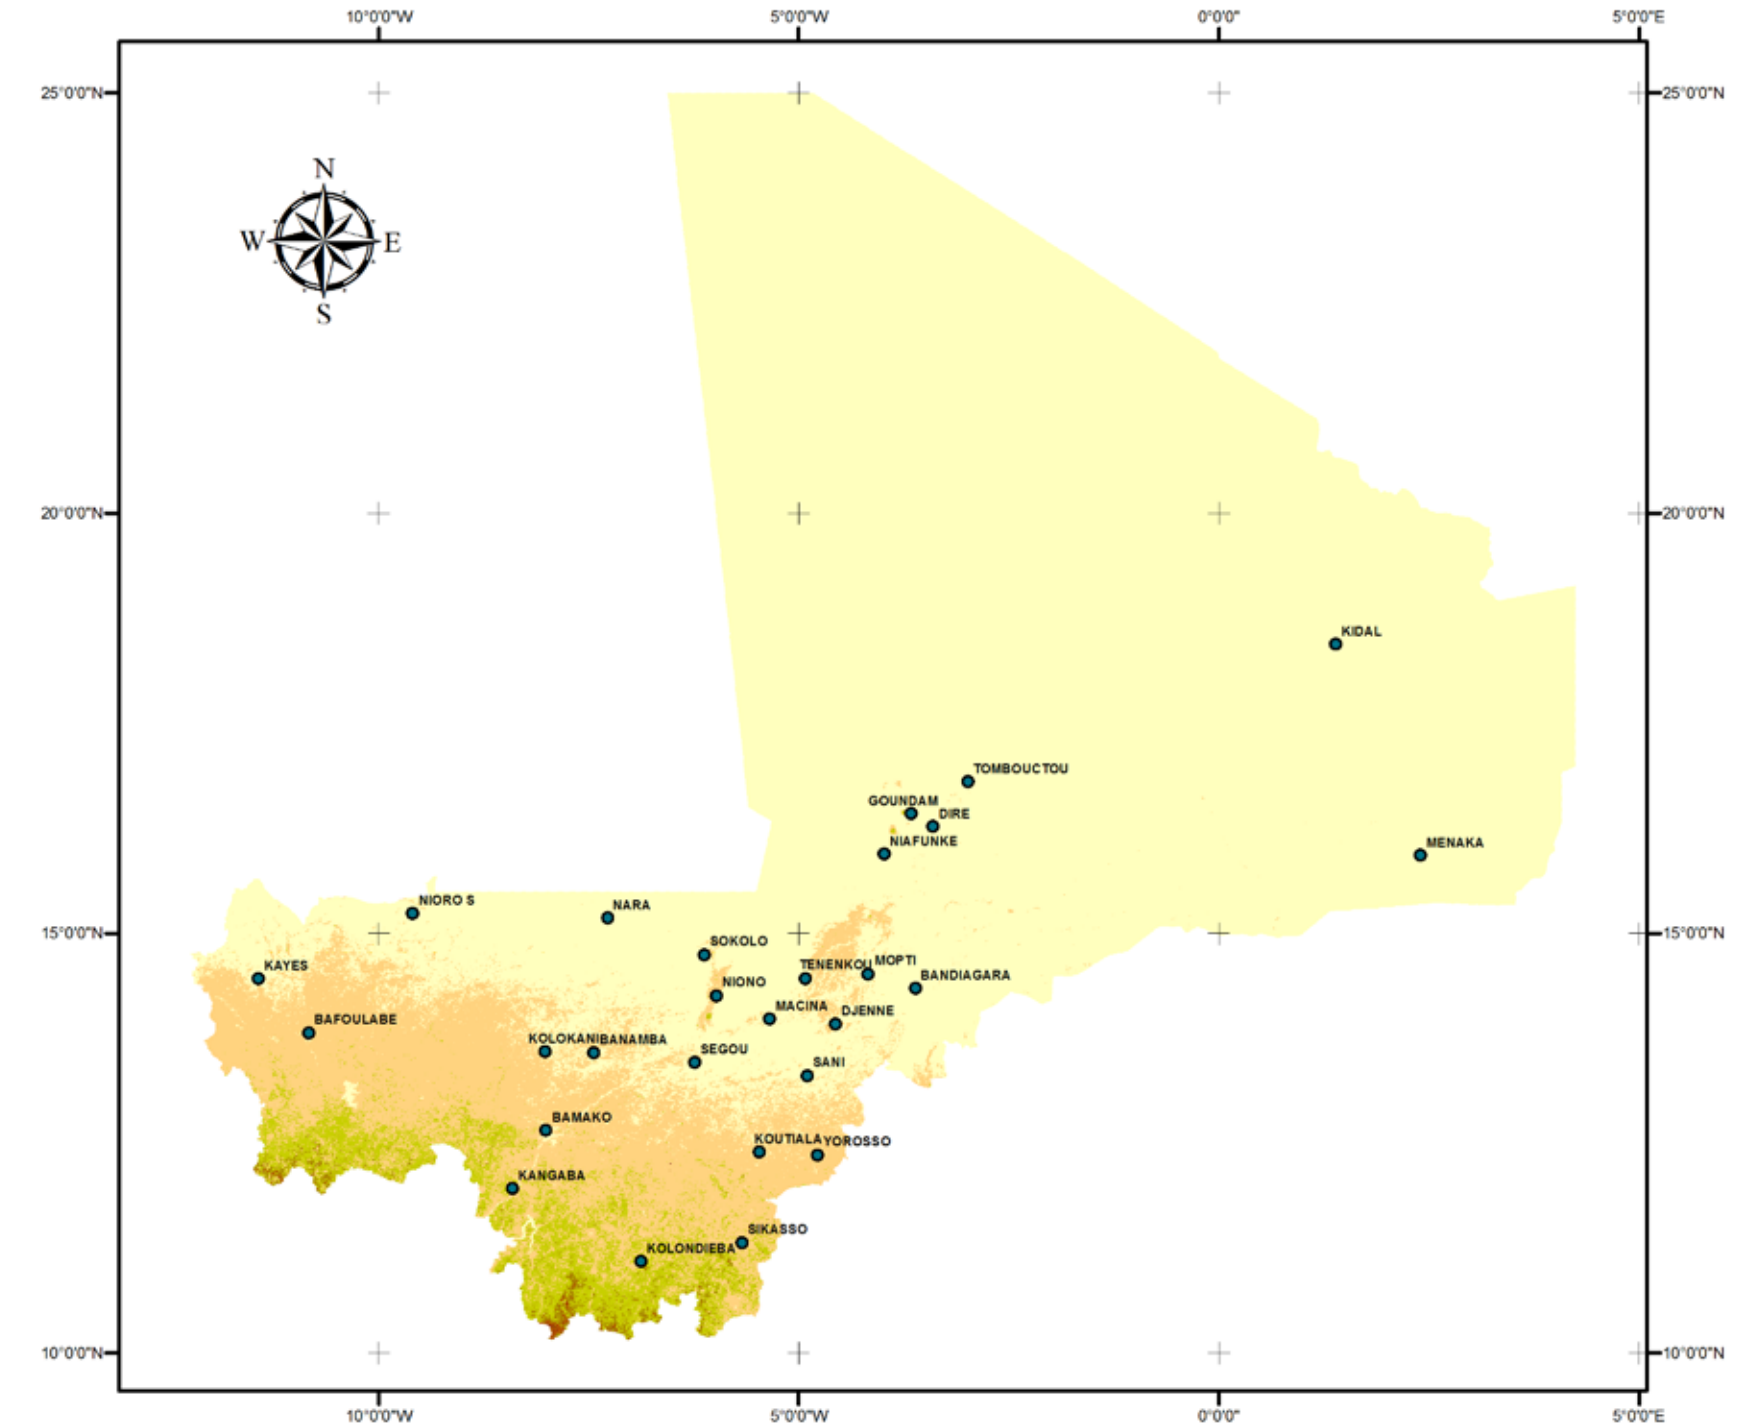 10°0'0"W 5°0'0"W 0°0'0" 5°0'0"E
25°0'0"N 25°0'0"N
N
W E
S
20°0'0"N 20°0'0"N
KIDAL
TOMBOUCTOU
GOUNDAM
DIRE
NIAFUNKE
MENAKA
NIORO S
NARA
15°0'0"N 15°0'0"N
SOKOLO
KAYES
TENENKOU
MOPTI
BANDIAGARA
NIONO
MACINA
DJENNE
BAFOULABE
KOLOKANI
BANAMBA
SEGOU
SANI
BAMAKO
KOUTIALA
YOROSSO
KANGABA
SIKASSO
KOLONDIEBA
10°0'0"N 10°0'0"N
10°0'0"W 5°0'0"W 0°0'0" 5°0'0"E